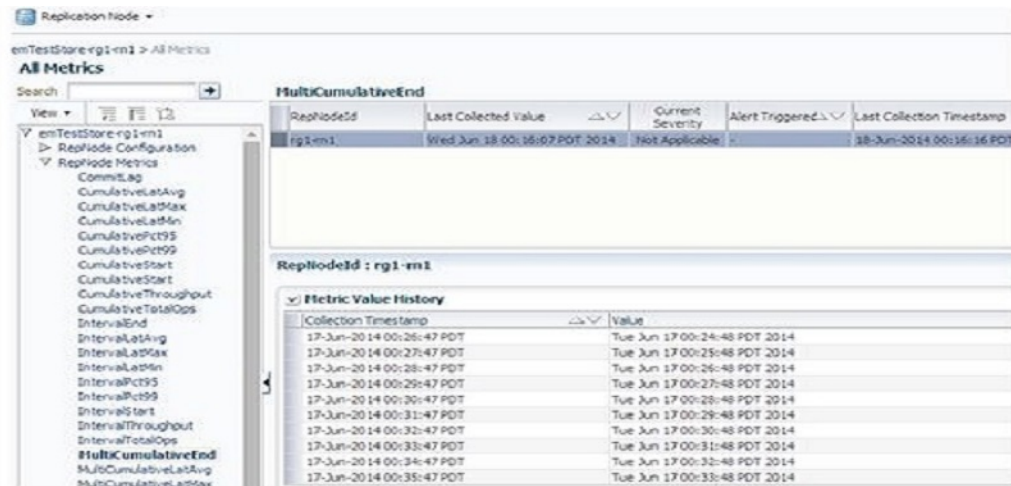 Replication Node
emTestStore-rg1-rn1 > All Metrics
All Metrics
Search
View
emTestStore-rg1-rn1
RepNode Configuration
RepNode Metrics
CommitLag
CumulativeLatAvg
CumulativeLatMax
CumulativeLatMin
CumulativePct95
CumulativePct99
CumulativeStart
CumulativeStart
CumulativeThroughput
CumulativeTotalOps
IntervalEnd
IntervalLatAvg
IntervalLatMax
IntervalLatMin
IntervalPct95
IntervalPct99
IntervalStart
IntervalThroughput
IntervalTotalOps
MultiCumulativeEnd
MultiCumulativeLatAvg
MultiCumulativeLatMax
MultiCumulativeEnd
RepNodeId Last Collected Value Current Severity Alert Triggered Last Collection Timestamp
rg1-rn1 Wed Jun 18 00:16:07 PDT 2014 Not Applicable - 18-Jun-2014 00:16:16 PDT
RepNodeId : rg1-rn1
Metric Value History
Collection Timestamp Value
17-Jun-2014 00:26:47 PDT Tue Jun 17 00:24:48 PDT 2014
17-Jun-2014 00:27:47 PDT Tue Jun 17 00:25:48 PDT 2014
17-Jun-2014 00:28:47 PDT Tue Jun 17 00:26:48 PDT 2014
17-Jun-2014 00:29:47 PDT Tue Jun 17 00:27:48 PDT 2014
17-Jun-2014 00:30:47 PDT Tue Jun 17 00:28:48 PDT 2014
17-Jun-2014 00:31:47 PDT Tue Jun 17 00:29:48 PDT 2014
17-Jun-2014 00:32:47 PDT Tue Jun 17 00:30:48 PDT 2014
17-Jun-2014 00:33:47 PDT Tue Jun 17 00:31:48 PDT 2014
17-Jun-2014 00:34:47 PDT Tue Jun 17 00:32:48 PDT 2014
17-Jun-2014 00:35:47 PDT Tue Jun 17 00:33:48 PDT 2014